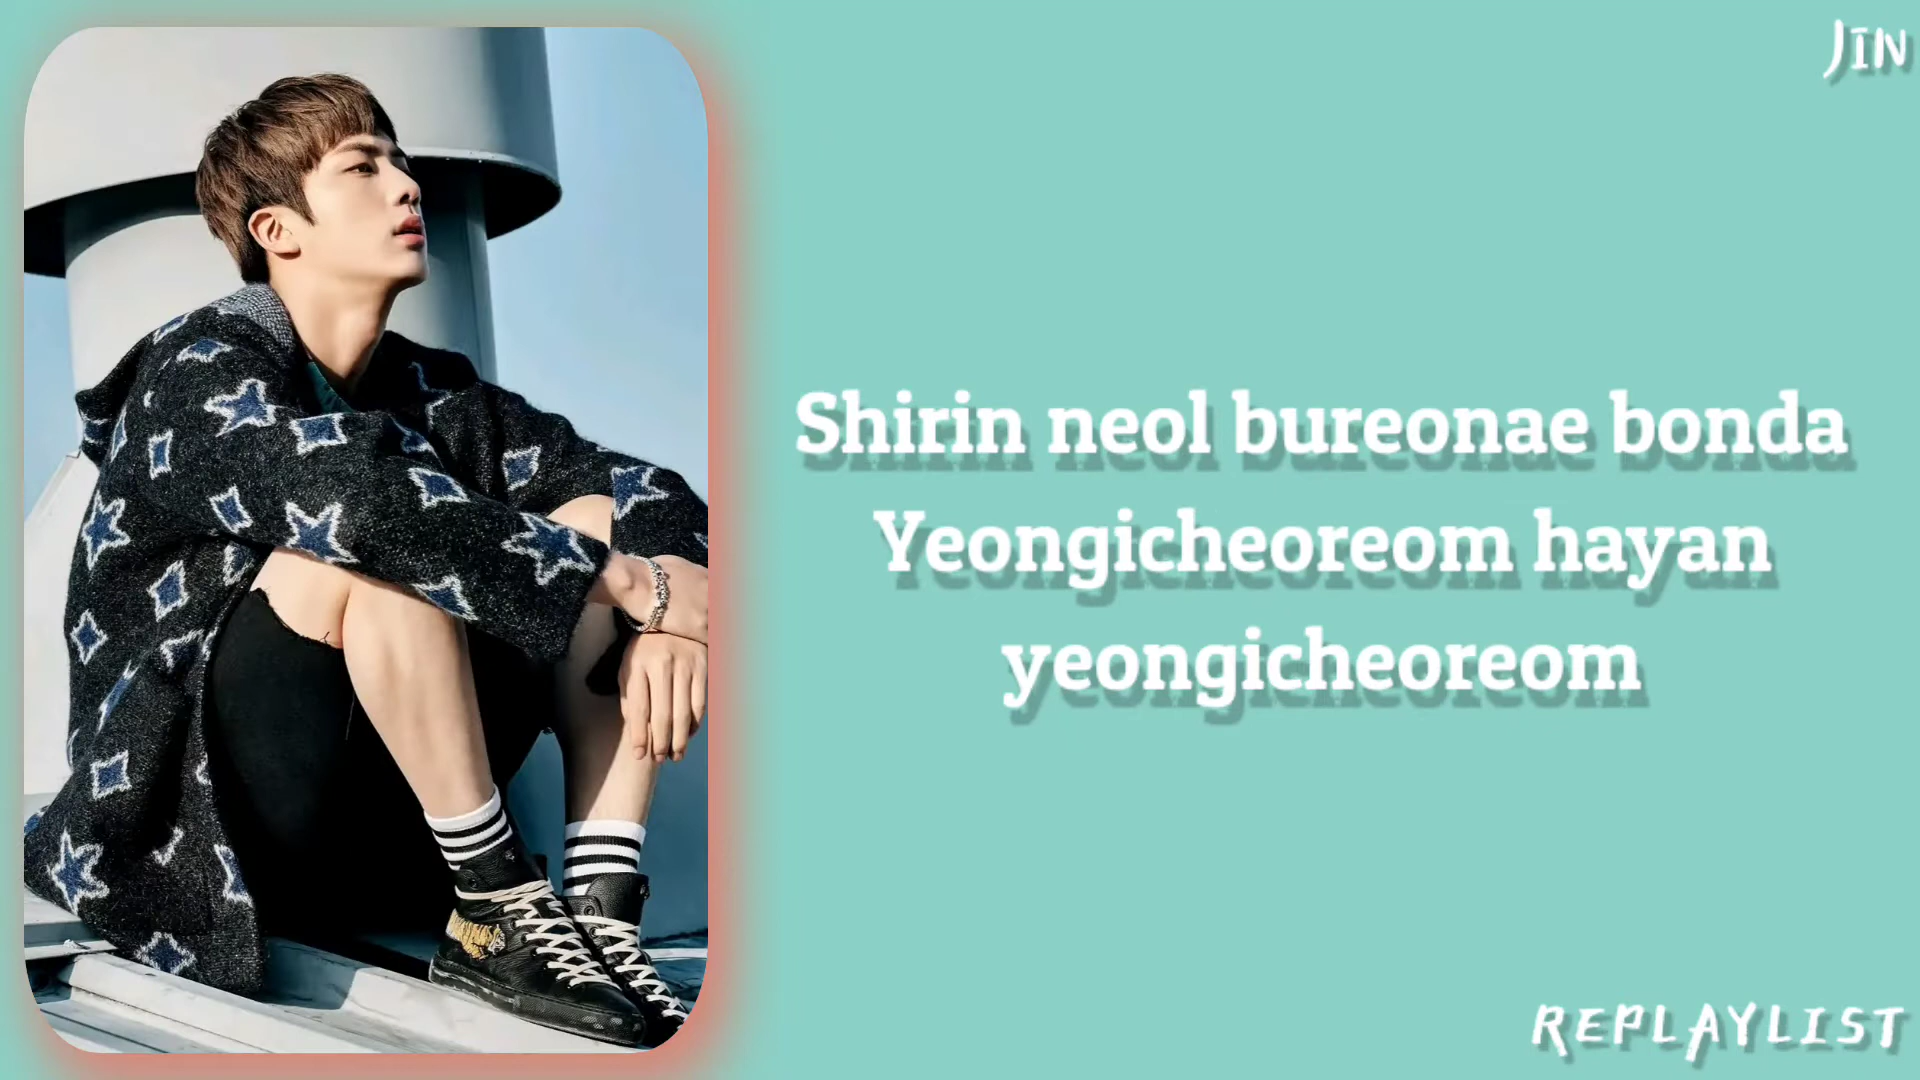 JIN
Shirin neol bureonae bonda
Yeongicheoreom hayan
yeongicheoreom
REPLAYLIST